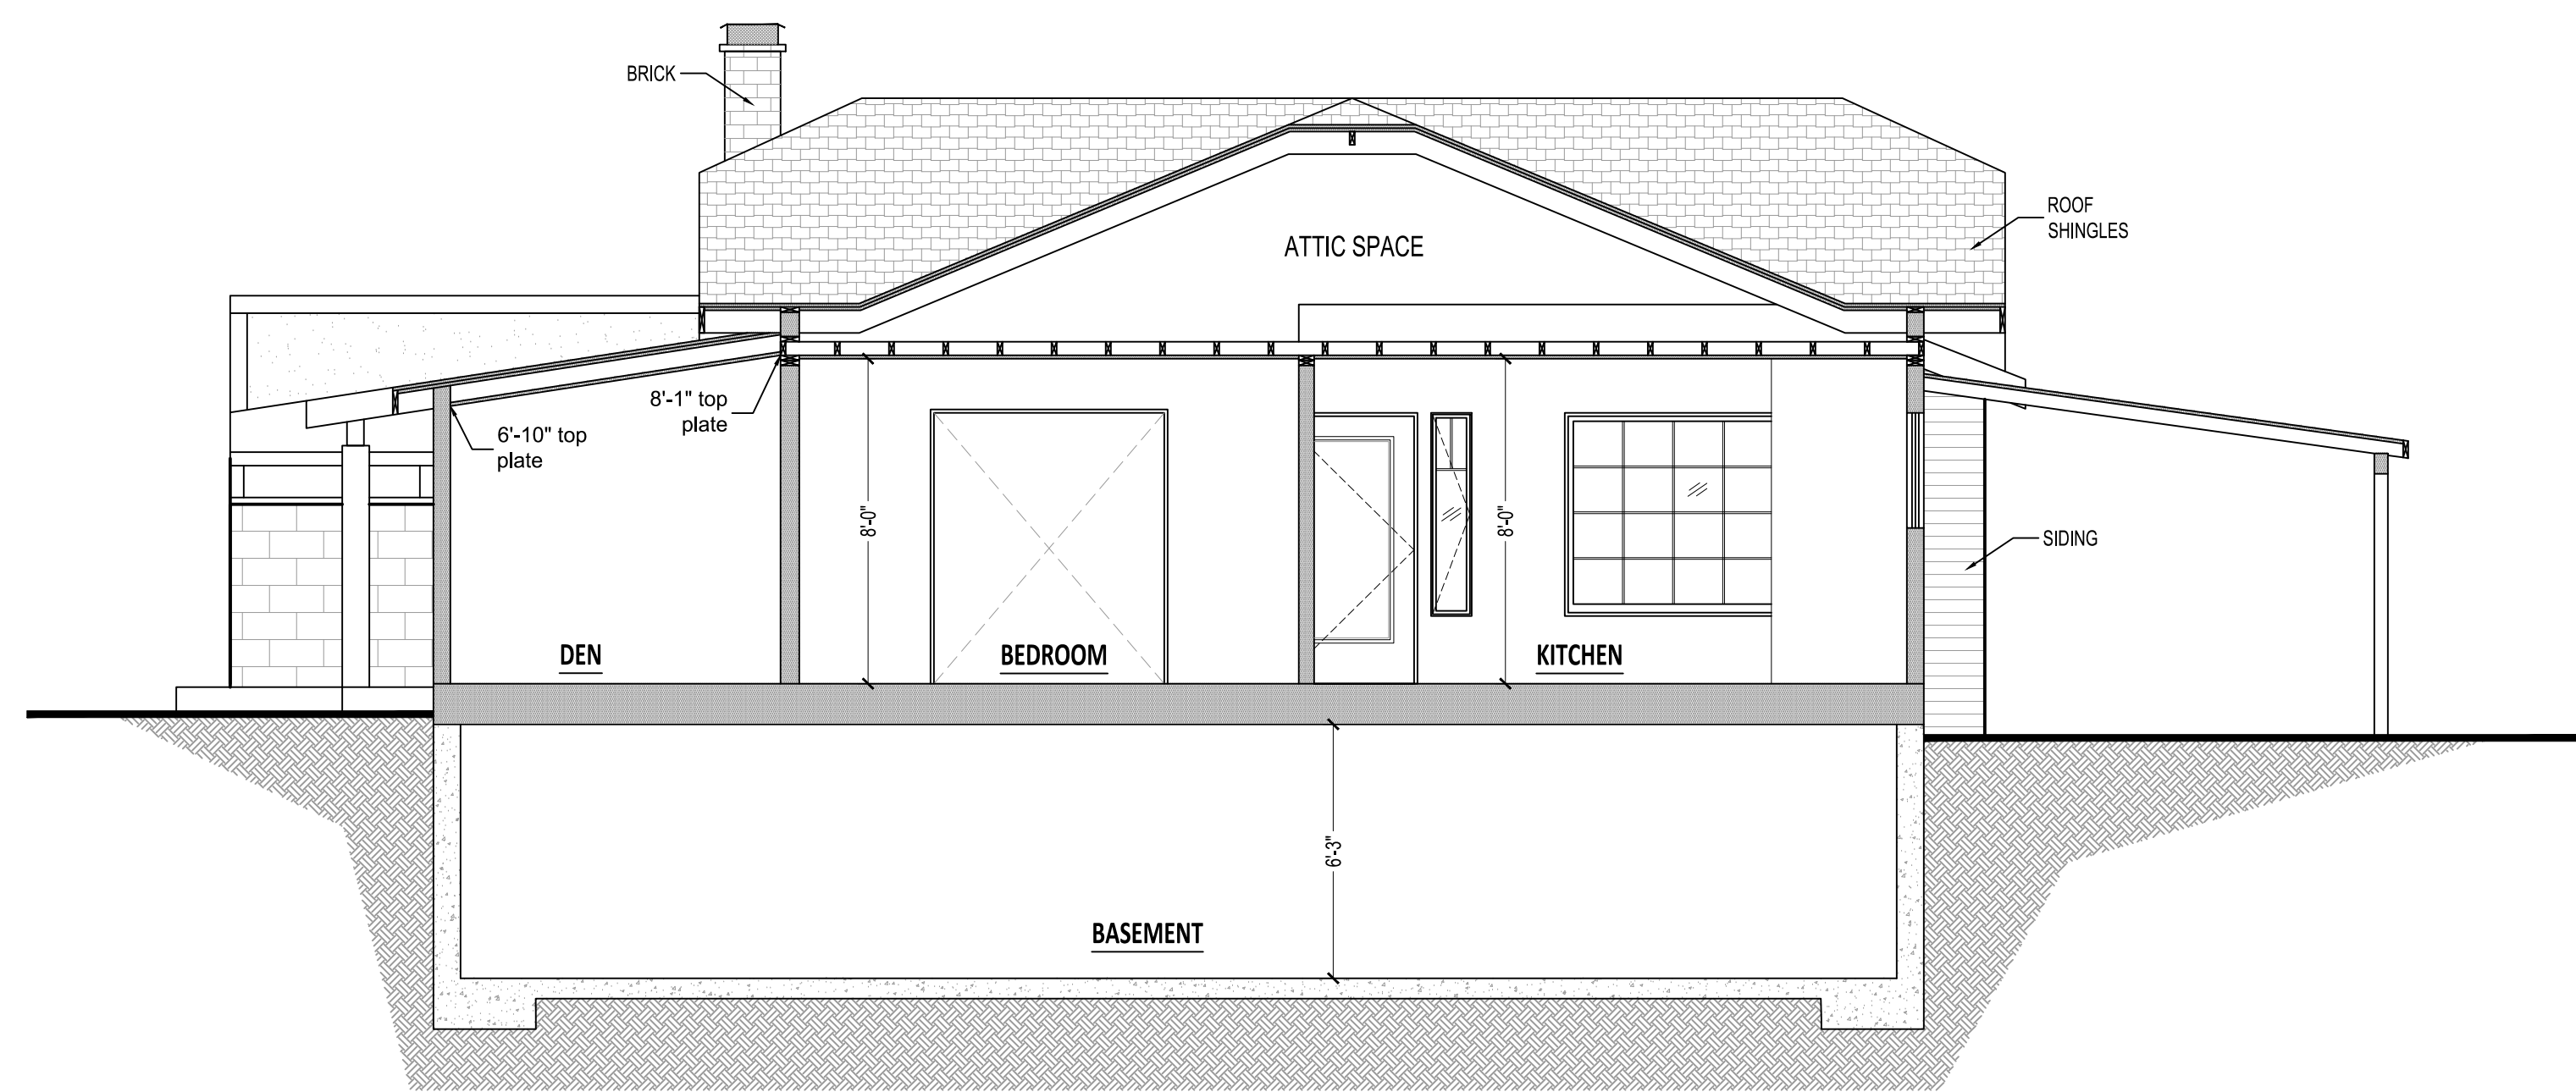 BRICK
ROOF
SHINGLES
ATTIC SPACE
8'-1" top
plate
6'-10" top
plate
8'-0"
8'-0"
SIDING
DEN
BEDROOM
KITCHEN
6'-3"
BASEMENT